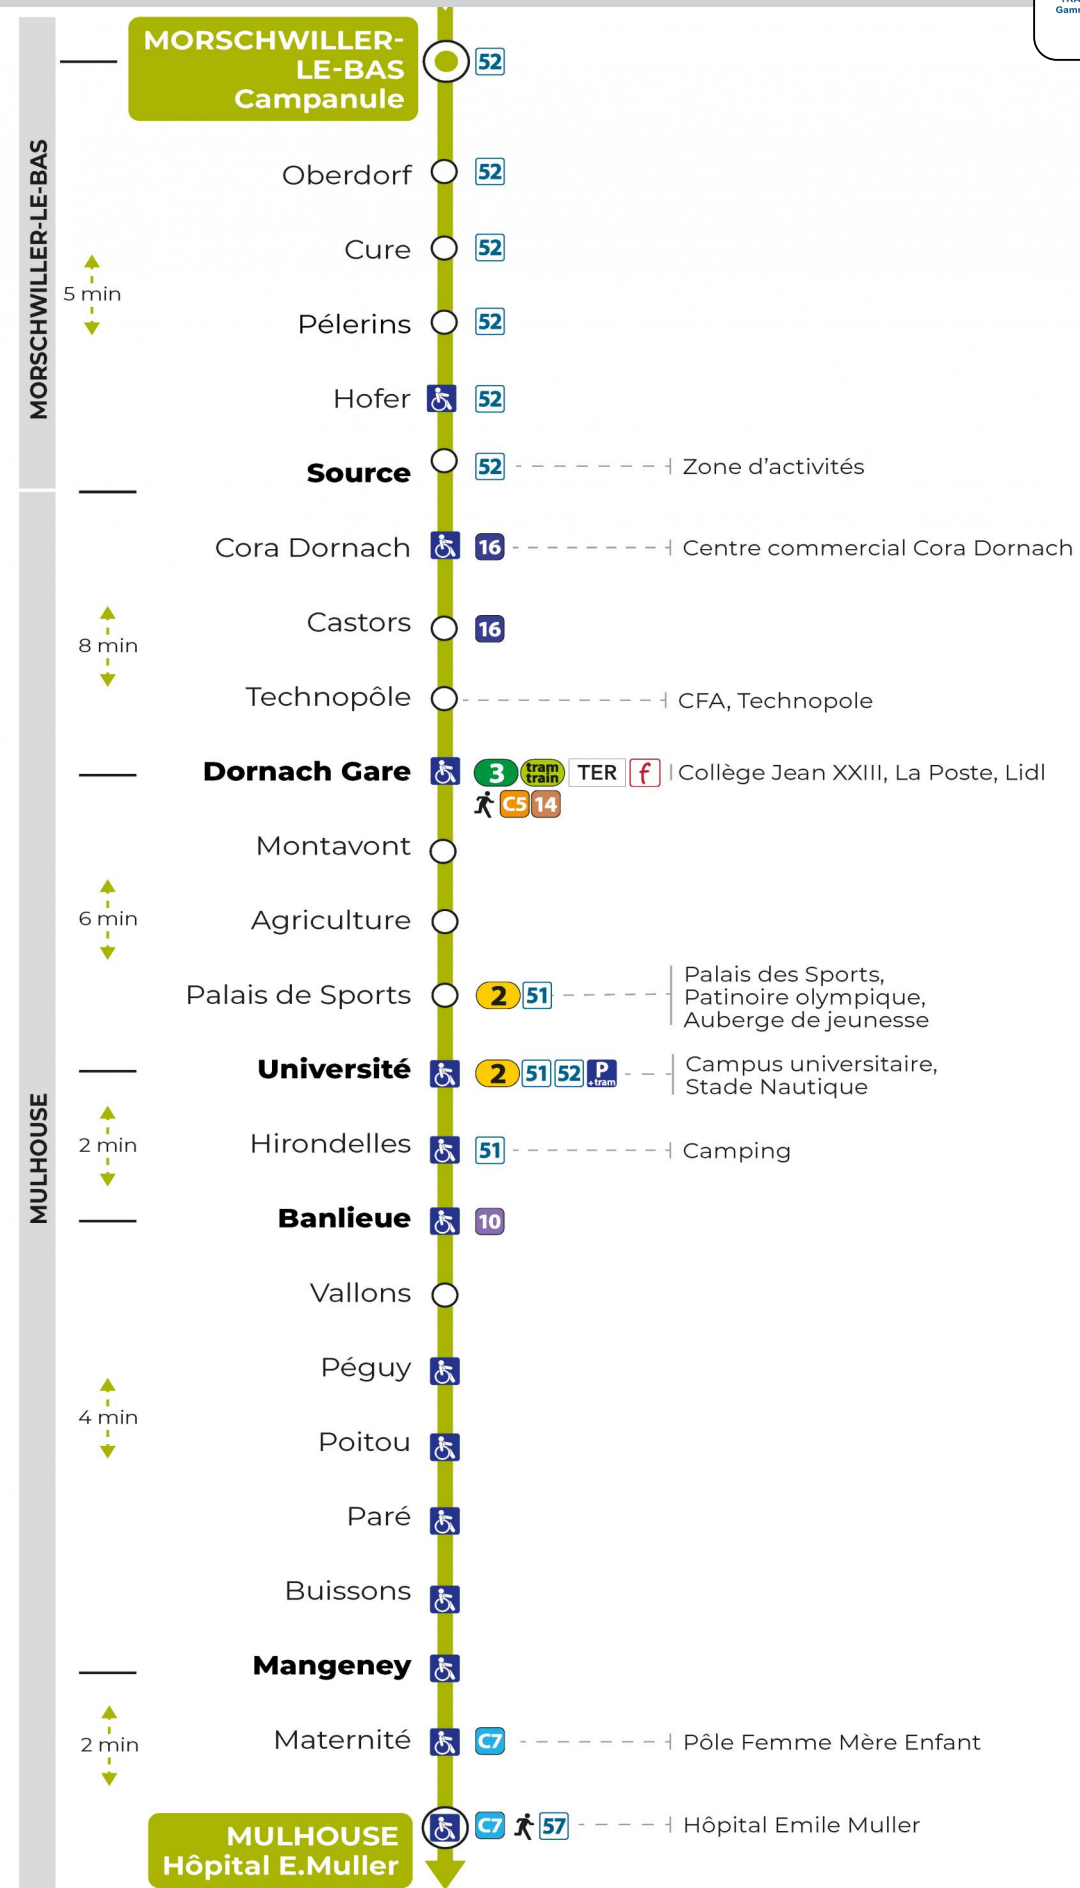 TRA
Gamm
MORSCHWILLER-
LE-BAS
Campanule
52
MORSCHWILLER-LE-BAS
Oberdorf
52
Cure
52
5 min
Pélerins
52
Hofer
52
Source
52
Zone d’activités
Cora Dornach
16
Centre commercial Cora Dornach
Castors
16
8 min
Technopôle
CFA, Technopole
Dornach Gare
3 tram train TER f Collège Jean XXIII, La Poste, Lidl
C5 14
Montavont
6 min
Agriculture
Palais de Sports
2 51
Palais des Sports,
Patinoire olympique,
Auberge de jeunesse
Université
2 51 52 P +tram
Campus universitaire,
Stade Nautique
MULHOUSE
2 min
Hirondelles
51
Camping
Banlieue
10
Vallons
Péguy
4 min
Poitou
Paré
Buissons
Mangeney
2 min
Maternité
C7
Pôle Femme Mère Enfant
MULHOUSE
Hôpital E.Muller
C7 57
Hôpital Emile Muller